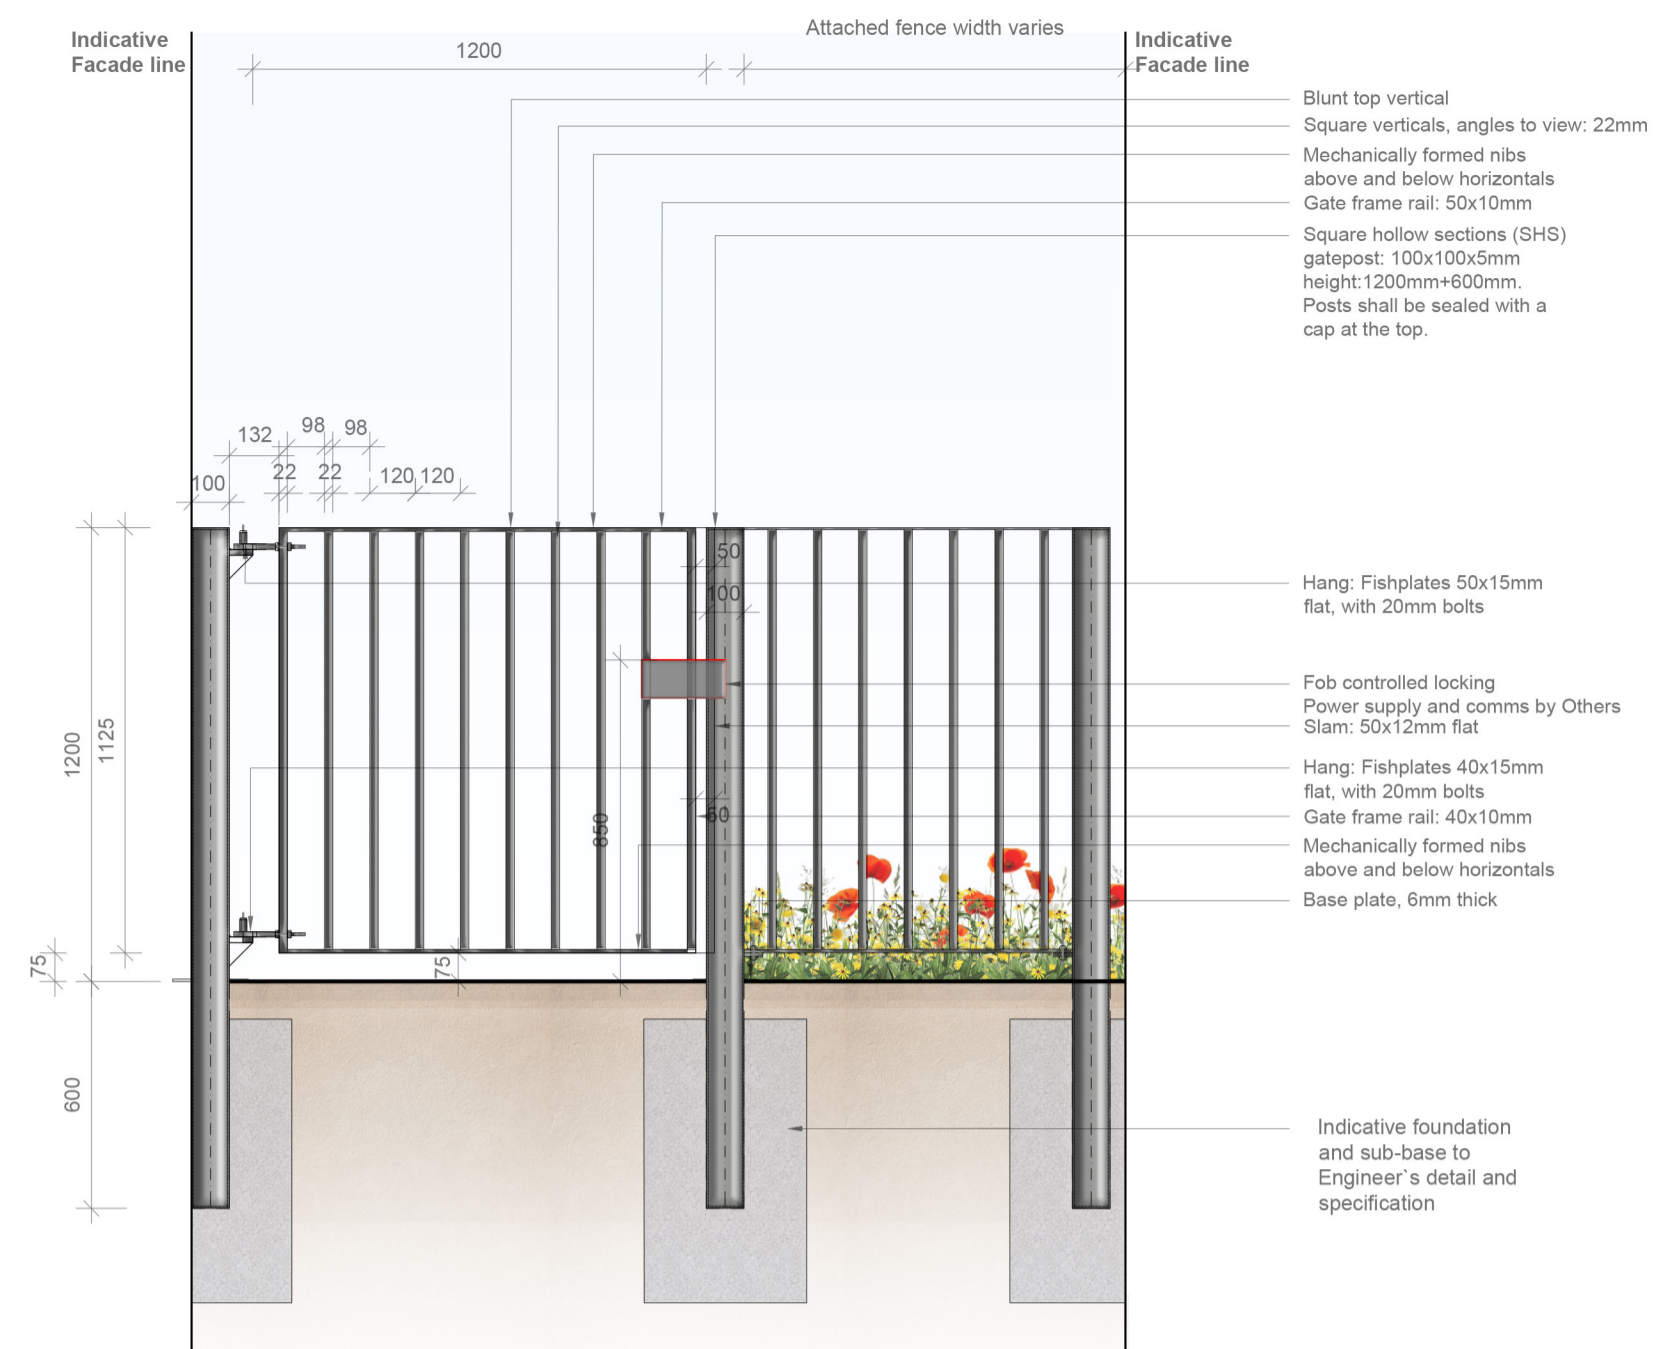 Attached fence width varies
Indicative
Facade line
1200
Indicative
Facade line
Blunt top vertical
Square verticals, angles to view: 22mm
Mechanically formed nibs
above and below horizontals
Gate frame rail: 50x10mm
Square hollow sections (SHS)
gatepost: 100x100x5mm
height:1200mm+600mm.
Posts shall be sealed with a
cap at the top.
98
98
132
22
22
120
120
100
50
100
Hang: Fishplates 50x15mm
flat, with 20mm bolts
Fob controlled locking
Power supply and comms by Others
Slam: 50x12mm flat
1200
1125
Hang: Fishplates 40x15mm
flat, with 20mm bolts
850
50
Gate frame rail: 40x10mm
Mechanically formed nibs
above and below horizontals
Base plate, 6mm thick
75
75
600
Indicative foundation
and sub-base to
Engineer`s detail and
specification